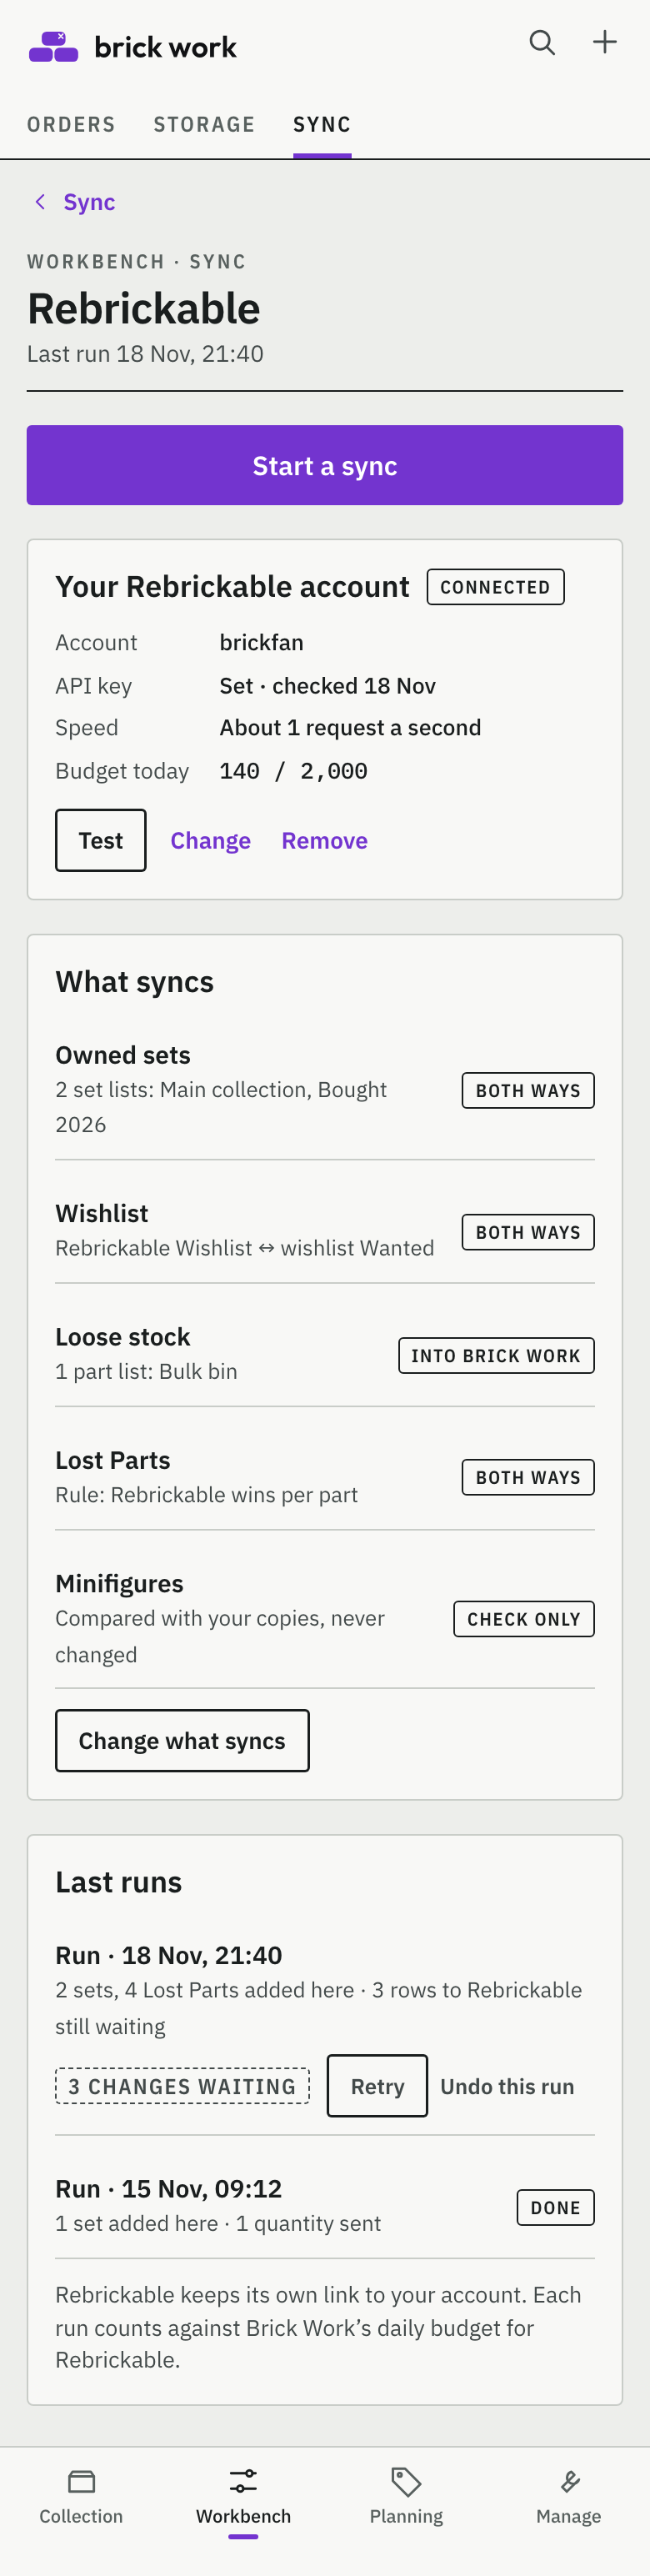 brick work
ORDERS STORAGE SYNC
Sync
WORKBENCH · SYNC
Rebrickable
Last run 18 Nov, 21:40
Start a sync
Your Rebrickable account CONNECTED
Account brickfan
API key Set · checked 18 Nov
Speed About 1 request a second
Budget today 140 / 2,000
Test Change Remove
What syncs
Owned sets
2 set lists: Main collection, Bought
2026
BOTH WAYS
Wishlist
Rebrickable Wishlist ↔ wishlist Wanted
BOTH WAYS
Loose stock
1 part list: Bulk bin
INTO BRICK WORK
Lost Parts
Rule: Rebrickable wins per part
BOTH WAYS
Minifigures
Compared with your copies, never
changed
CHECK ONLY
Change what syncs
Last runs
Run · 18 Nov, 21:40
2 sets, 4 Lost Parts added here · 3 rows to Rebrickable
still waiting
3 CHANGES WAITING Retry Undo this run
Run · 15 Nov, 09:12
1 set added here · 1 quantity sent
DONE
Rebrickable keeps its own link to your account. Each
run counts against Brick Work’s daily budget for
Rebrickable.
Collection Workbench Planning Manage